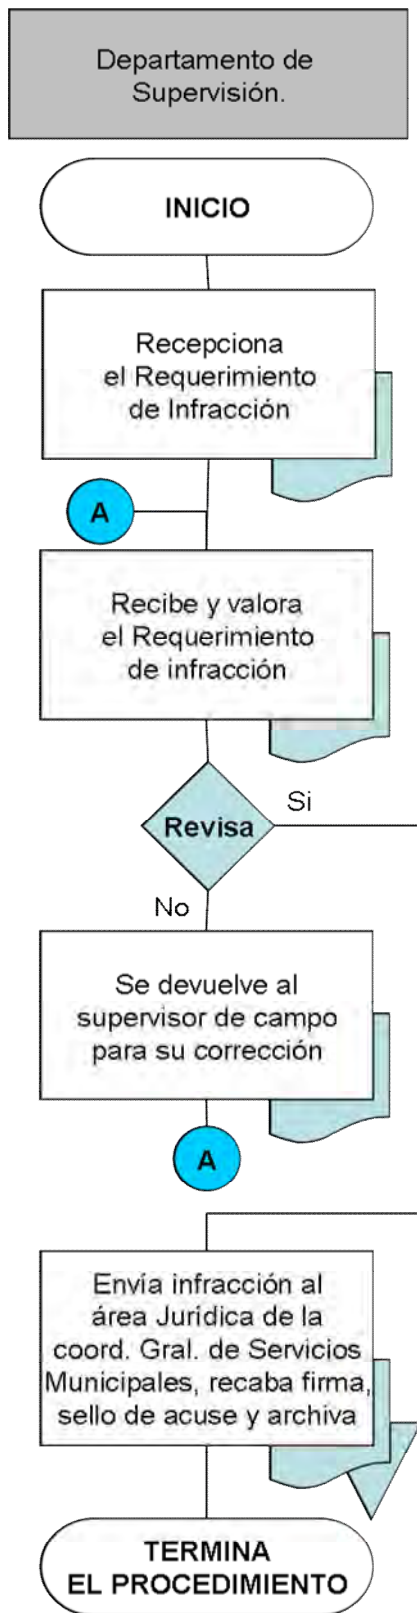 Departamento de
Supervisión.
INICIO
Recepciona
el Requerimiento
de Infracción
A
Recibe y valora
el Requerimiento
de infracción
Si
Revisa
No
Se devuelve al
supervisor de campo
para su corrección
A
Envía infracción al
área Jurídica de la
coord. Gral. de Servicios
Municipales, recaba firma,
sello de acuse y archiva
TERMINA
EL PROCEDIMIENTO